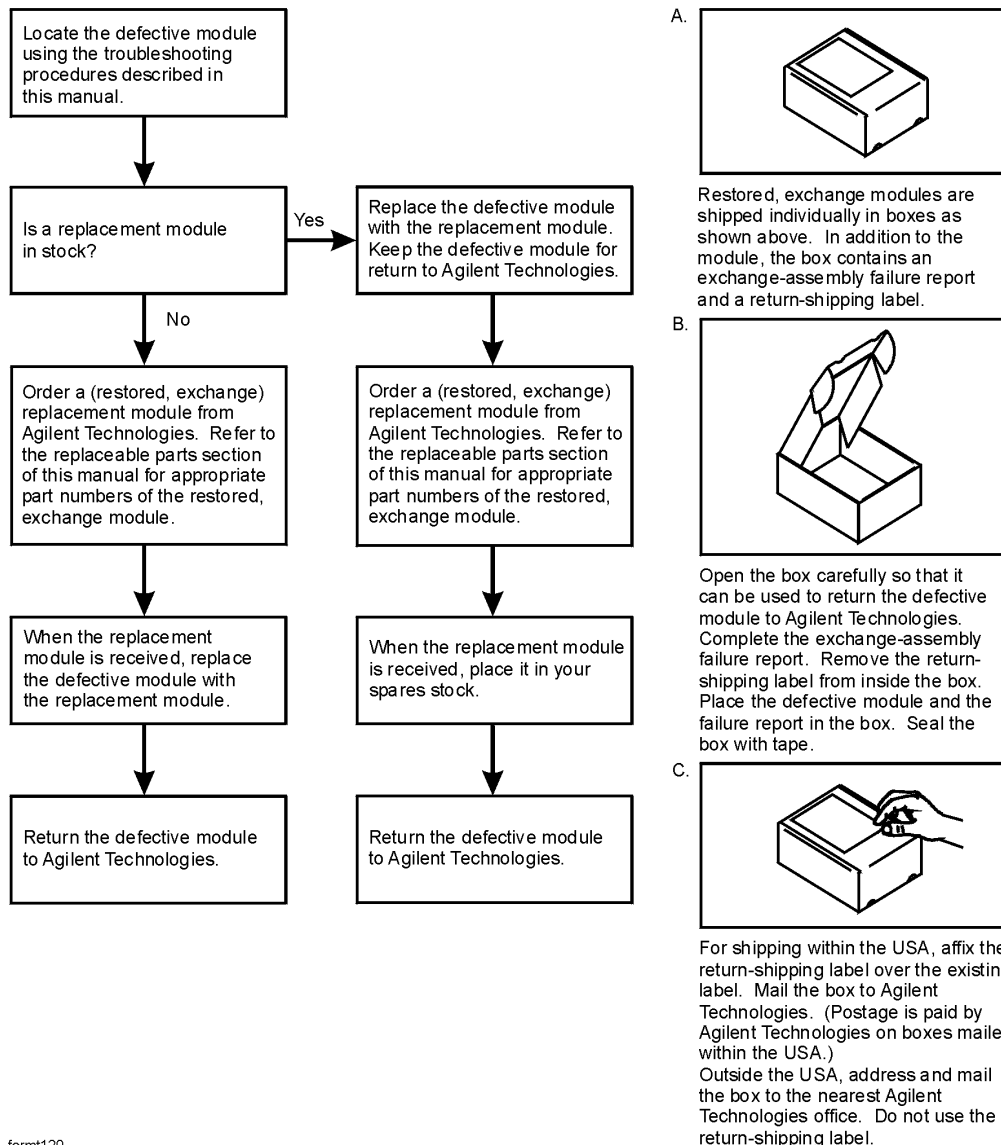 Locate the defective module
using the troubleshooting
procedures described in
this manual.
Is a replacement module
in stock?
Yes
Replace the defective module
with the replacement module.
Keep the defective module for
return to Agilent Technologies.
No
Order a (restored, exchange)
replacement module from
Agilent Technologies. Refer to
the replaceable parts section
of this manual for appropriate
part numbers of the restored,
exchange module.
Order a (restored, exchange)
replacement module from
Agilent Technologies. Refer to
the replaceable parts section
of this manual for appropriate
part numbers of the restored,
exchange module.
When the replacement
module is received, replace
the defective module with
the replacement module.
When the replacement module
is received, place it in your
spares stock.
Return the defective module
to Agilent Technologies.
Return the defective module
to Agilent Technologies.
A.
Restored, exchange modules are
shipped individually in boxes as
shown above. In addition to the
module, the box contains an
exchange-assembly failure report
and a return-shipping label.
B.
Open the box carefully so that it
can be used to return the defective
module to Agilent Technologies.
Complete the exchange-assembly
failure report. Remove the return-
shipping label from inside the box.
Place the defective module and the
failure report in the box. Seal the
box with tape.
C.
For shipping within the USA, affix the
return-shipping label over the existin
label. Mail the box to Agilent
Technologies. (Postage is paid by
Agilent Technologies on boxes maile
within the USA.)
Outside the USA, address and mail
the box to the nearest Agilent
Technologies office. Do not use the
return-shipping label.